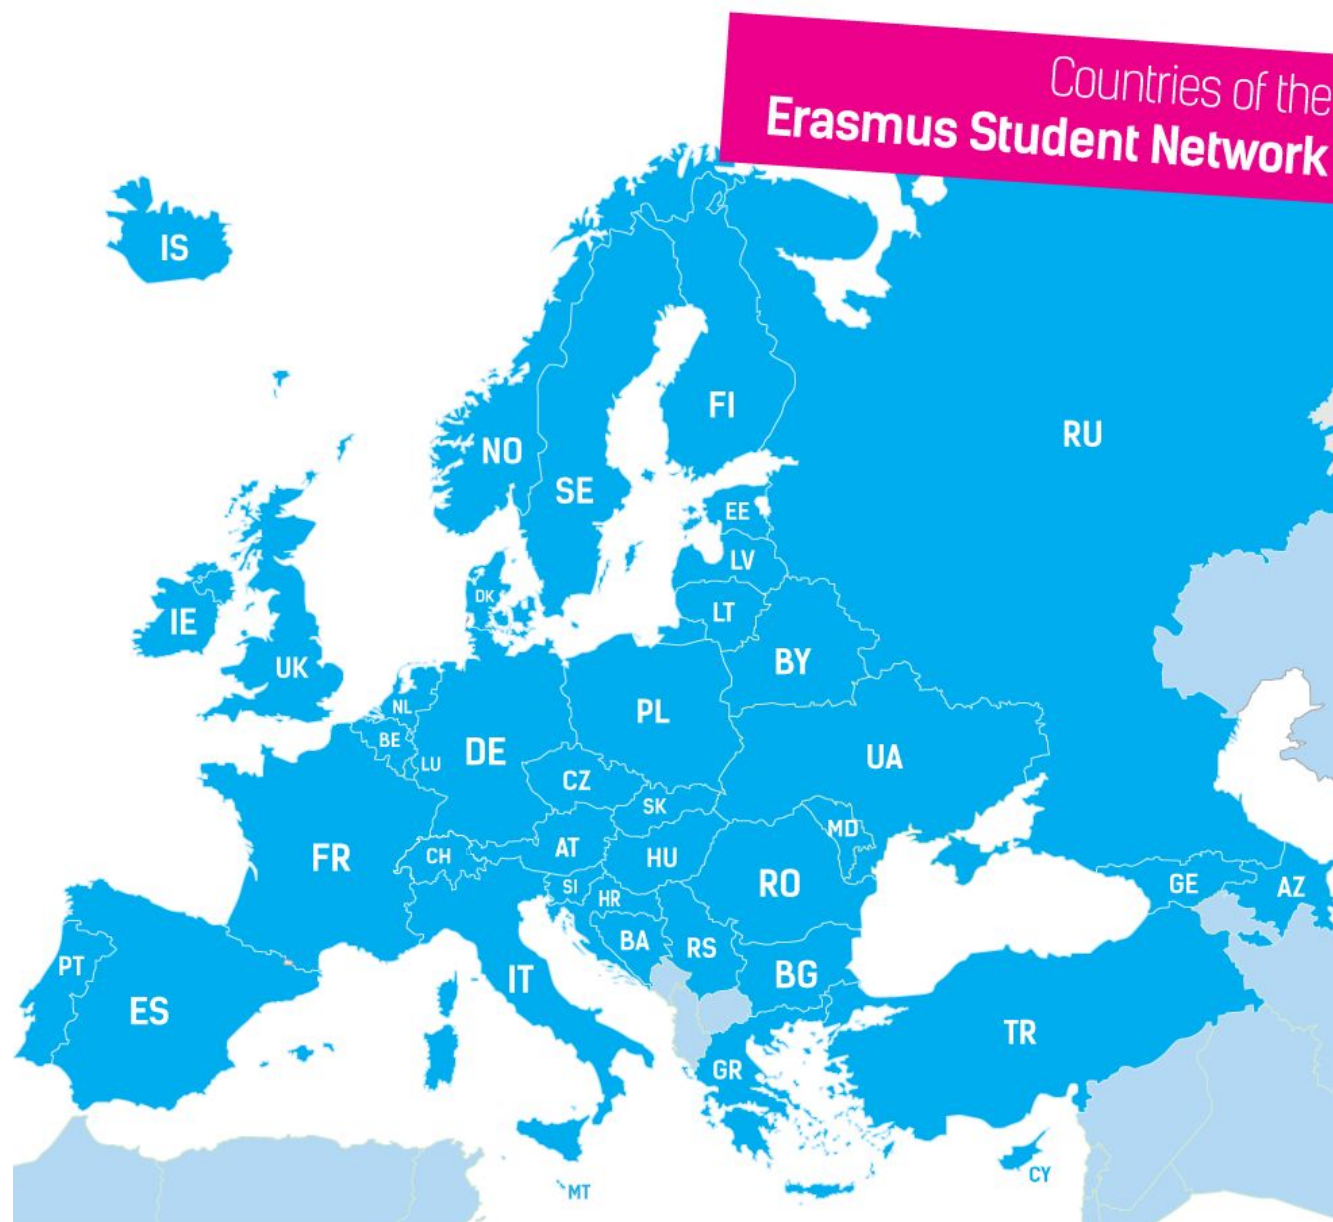 Countries of the
Erasmus Student Network
IS
FI
RU
NO
SE
EE
LV
DK
LT
IE
BY
UK
NL
PL
BE
DE
LU
UA
CZ
SK
MD
FR
CH
AT
HU
RO
GE
SI
AZ
HR
BA
RS
PT
IT
BG
ES
TR
GR
CY
MT